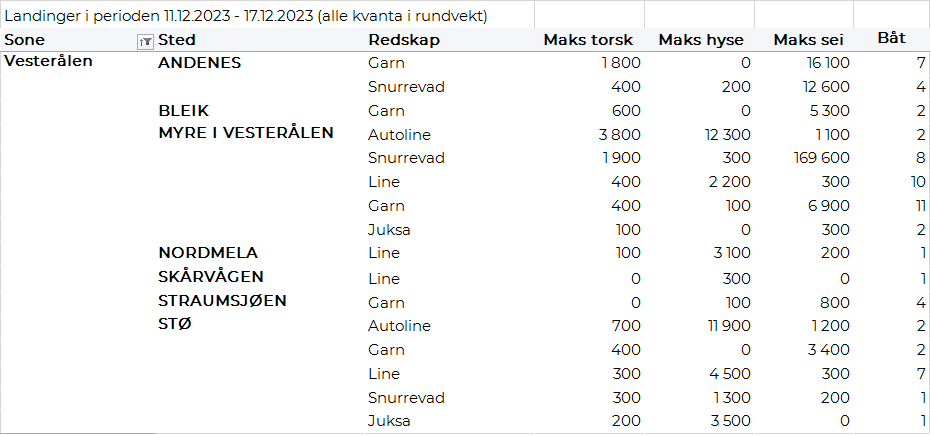 Landinger i perioden 11.12.2023 - 17.12.2023 (alle kvanta i rundvekt)
Sone Sted Redskap Maks torsk Maks hyse Maks sei Båt
Vesterålen ANDENES Garn 1 800 0 16 100 7
Snurrevad 400 200 12 600 4
BLEIK Garn 600 0 5 300 2
MYRE I VESTERÅLEN Autoline 3 800 12 300 1 100 2
Snurrevad 1 900 300 169 600 8
Line 400 2 200 300 10
Garn 400 100 6 900 11
Juksa 100 0 300 2
NORDMELA Line 100 3 100 200 1
SKÅRVÅGEN Line 0 300 0 1
STRAUMSJØEN Garn 0 100 800 4
STØ Autoline 700 11 900 1 200 2
Garn 400 0 3 400 2
Line 300 4 500 300 7
Snurrevad 300 1 300 200 1
Juksa 200 3 500 0 1